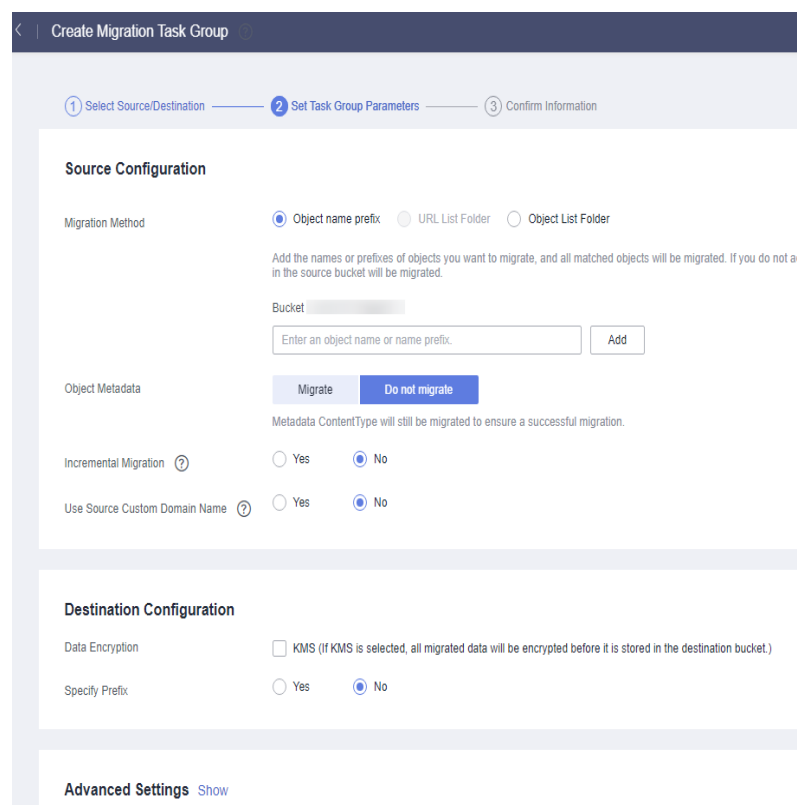 Create Migration Task Group ?
1 Select Source/Destination 2 Set Task Group Parameters 3 Confirm Information
Source Configuration
Migration Method Object name prefix URL List Folder Object List Folder
Add the names or prefixes of objects you want to migrate, and all matched objects will be migrated. If you do not a
in the source bucket will be migrated.
Bucket
Enter an object name or name prefix. Add
Object Metadata Migrate Do not migrate
Metadata ContentType will still be migrated to ensure a successful migration.
Incremental Migration ? Yes No
Use Source Custom Domain Name ? Yes No
Destination Configuration
Data Encryption KMS (If KMS is selected, all migrated data will be encrypted before it is stored in the destination bucket.)
Specify Prefix Yes No
Advanced Settings Show